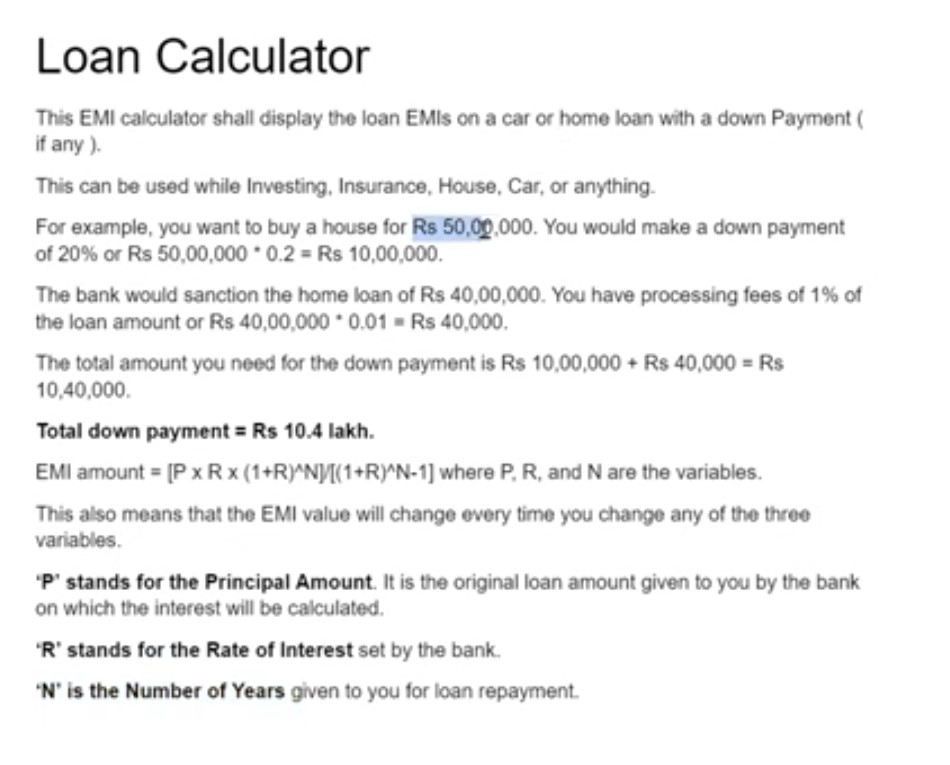 Loan Calculator
This EMI calculator shall display the loan EMIs on a car or home loan with a down Payment (
if any ).
This can be used while Investing, Insurance, House, Car, or anything.
For example, you want to buy a house for Rs 50,00,000. You would make a down payment
of 20% or Rs 50,00,000 * 0.2 = Rs 10,00,000.
The bank would sanction the home loan of Rs 40,00,000. You have processing fees of 1% of
the loan amount or Rs 40,00,000 * 0.01 = Rs 40,000.
The total amount you need for the down payment is Rs 10,00,000 + Rs 40,000 = Rs
10,40,000.
Total down payment = Rs 10.4 lakh.
EMI amount = [P x R x (1+R)^N]/[(1+R)^N-1] where P, R, and N are the variables.
This also means that the EMI value will change every time you change any of the three
variables.
‘P’ stands for the Principal Amount. It is the original loan amount given to you by the bank
on which the interest will be calculated.
‘R’ stands for the Rate of Interest set by the bank.
‘N’ is the Number of Years given to you for loan repayment.